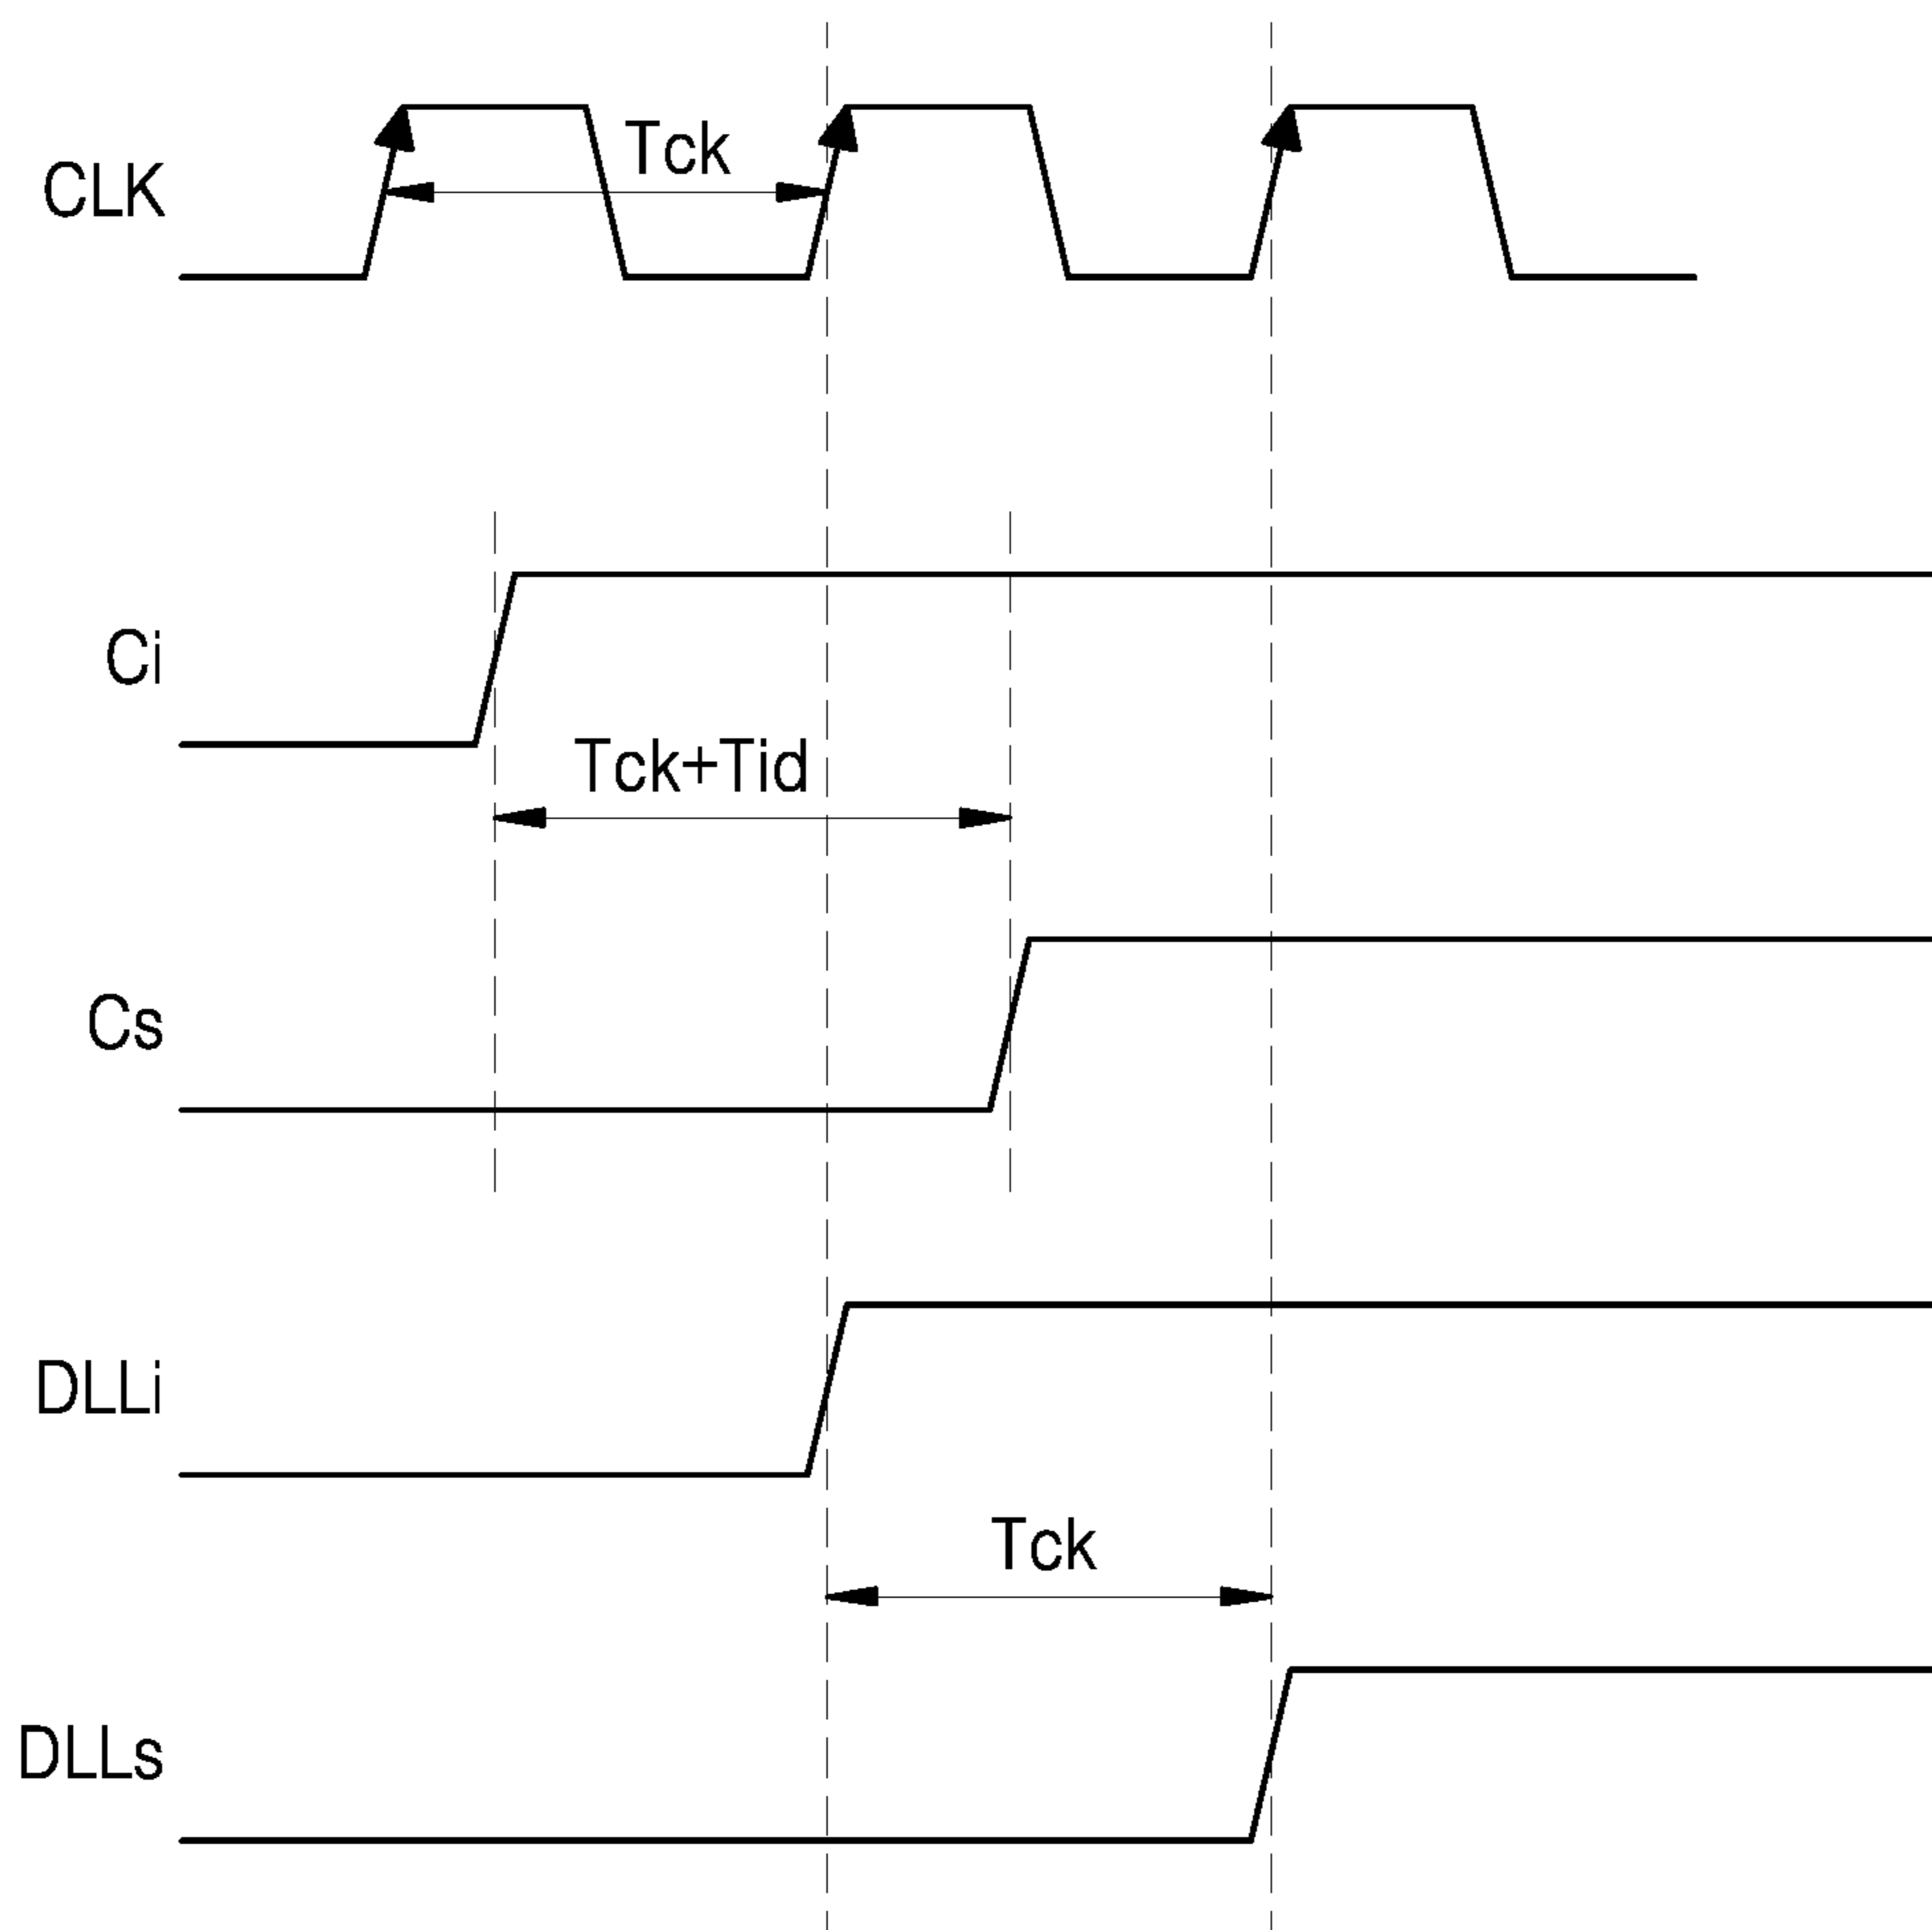 Tck
CLK
Ci
Tck+Tid
Cs
DLLi
Tck
DLLs